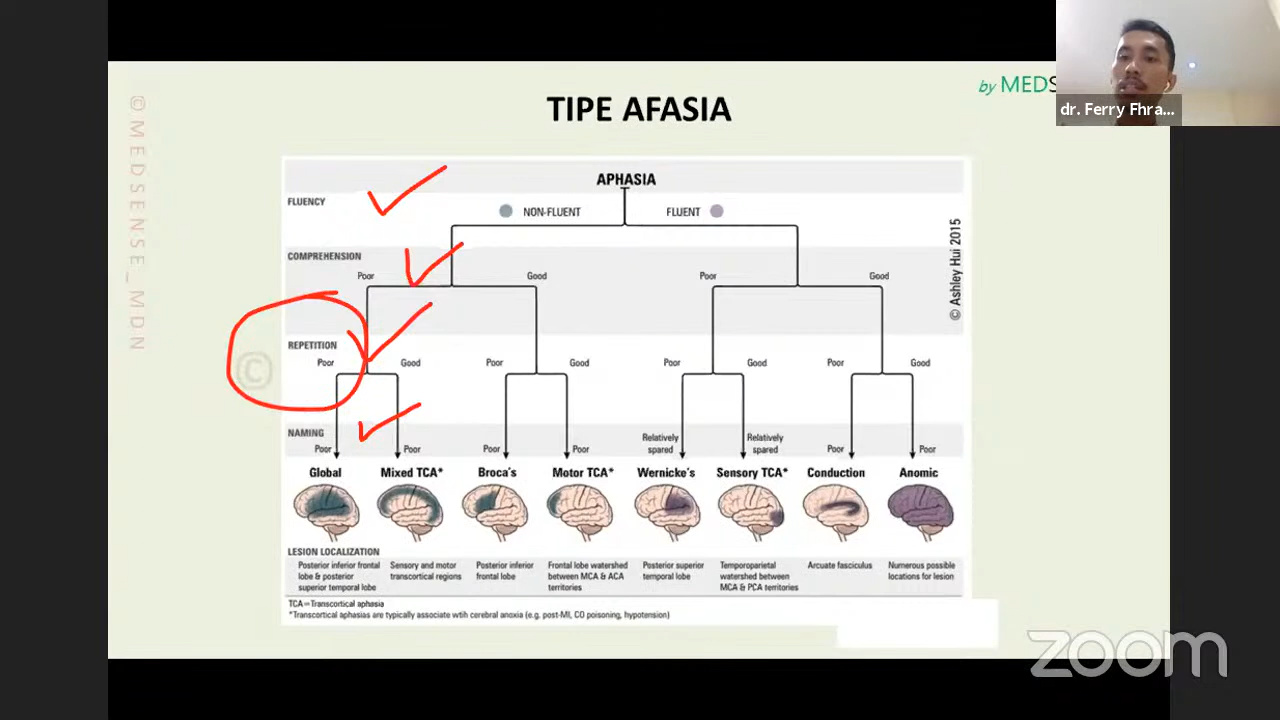 by MEDS
dr. Ferry Fhra...
©MEDSENSE_MDN
TIPE AFASIA
APHASIA
FLUENCY
NON-FLUENT FLUENT
COMPREHENSION
Poor Good Poor Good
REPETITION
Poor Good Poor Good Poor Good Poor Good
NAMING
Poor Poor Poor Poor Relatively spared Relatively spared Poor Poor
Global Mixed TCA* Broca's Motor TCA* Wernicke's Sensory TCA* Conduction Anomic
LESION LOCALIZATION
Posterior inferior frontal
lobe & posterior
superior temporal lobe
Sensory and motor
transcortical regions
Posterior inferior
frontal lobe
Frontal lobe watershed
between MCA & ACA
territories
Posterior superior
temporal lobe
Temporoparietal
watershed between
MCA & PCA territories
Arcuate fasciculus
Numerous possible
locations for lesion
TCA=Transcortical aphasia
*Transcortical aphasias are typically associate wtih cerebral anoxia (e.g. post-MI, CO poisoning, hypotension)
© Ashley Hui 2015
©
zoom